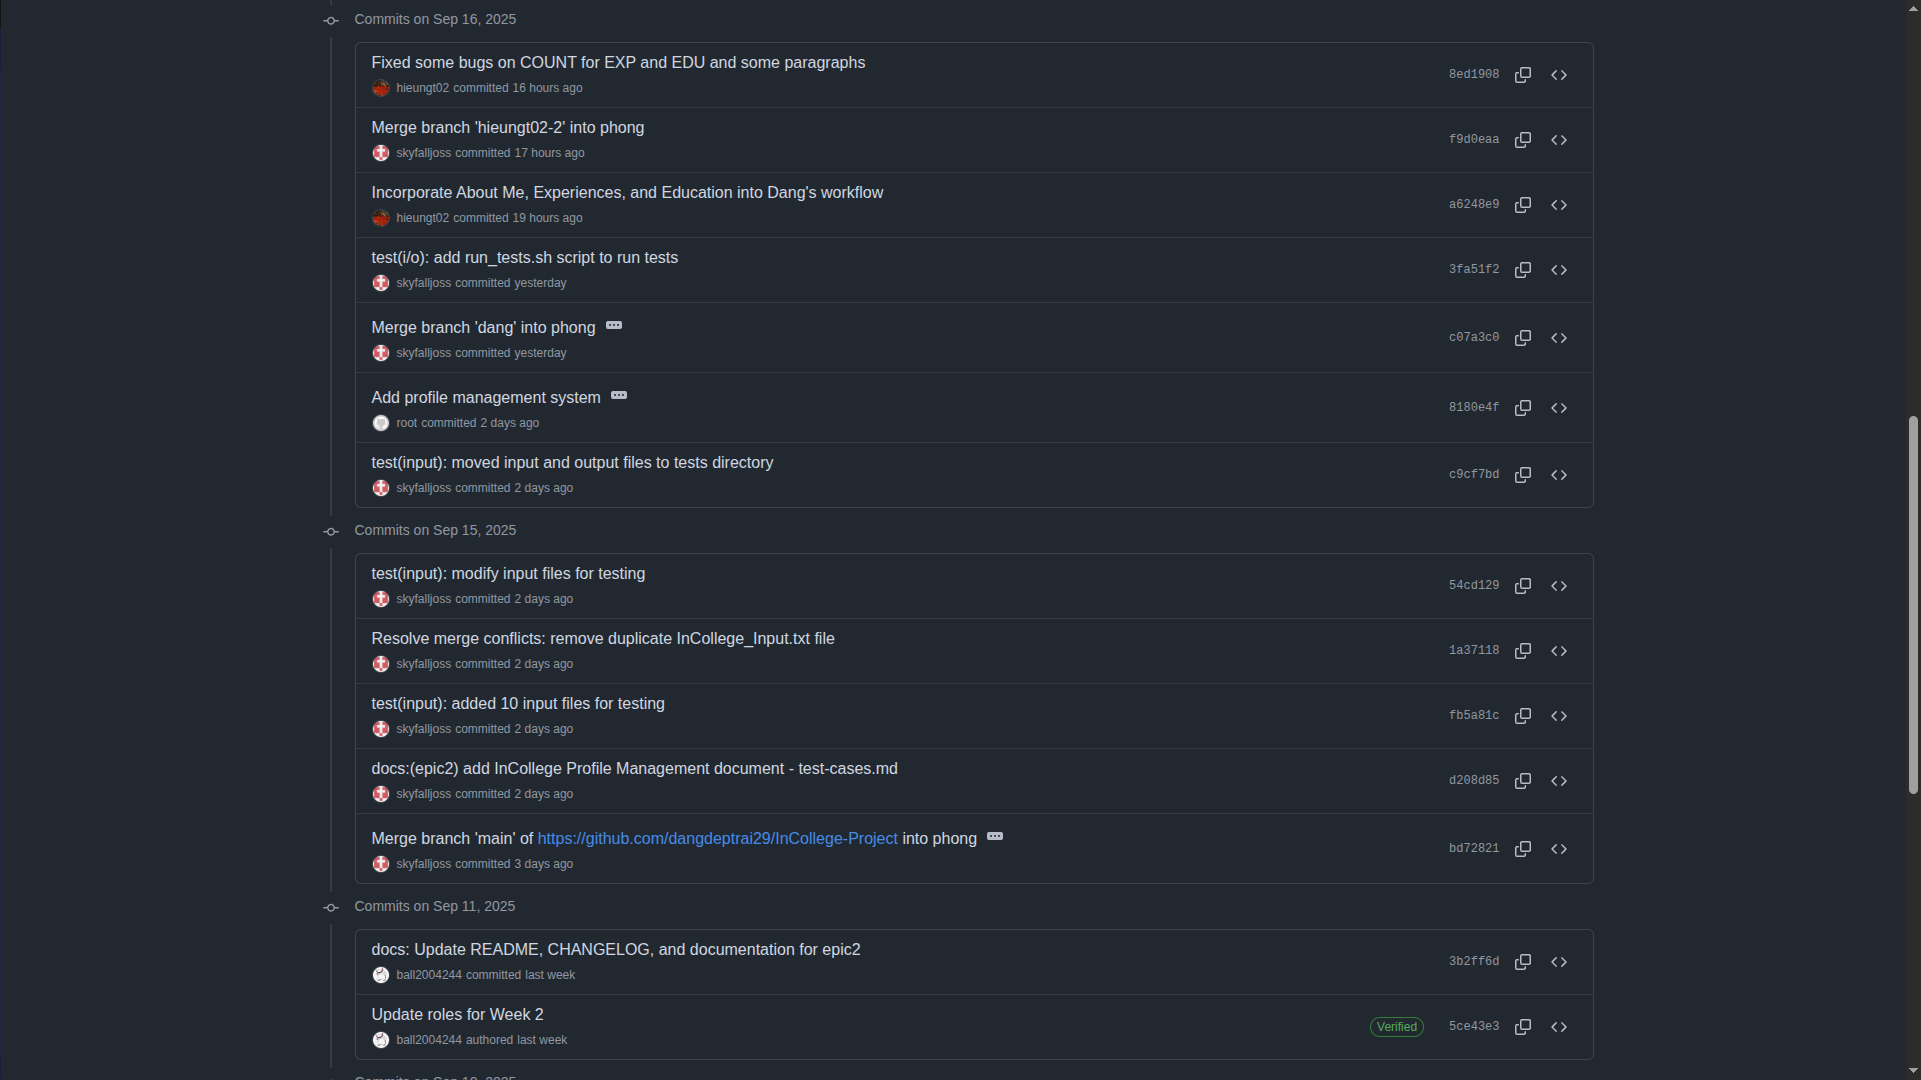 Commits on Sep 16, 2025
Fixed some bugs on COUNT for EXP and EDU and some paragraphs
hieungt02 committed 16 hours ago
8ed1908
Merge branch 'hieungt02-2' into phong
skyfalljoss committed 17 hours ago
f9d0eaa
Incorporate About Me, Experiences, and Education into Dang's workflow
hieungt02 committed 19 hours ago
a6248e9
test(i/o): add run_tests.sh script to run tests
skyfalljoss committed yesterday
3fa51f2
Merge branch 'dang' into phong
skyfalljoss committed yesterday
c07a3c0
Add profile management system
root committed 2 days ago
8180e4f
test(input): moved input and output files to tests directory
skyfalljoss committed 2 days ago
c9cf7bd
Commits on Sep 15, 2025
test(input): modify input files for testing
skyfalljoss committed 2 days ago
54cd129
Resolve merge conflicts: remove duplicate InCollege_Input.txt file
skyfalljoss committed 2 days ago
1a37118
test(input): added 10 input files for testing
skyfalljoss committed 2 days ago
fb5a81c
docs:(epic2) add InCollege Profile Management document - test-cases.md
skyfalljoss committed 2 days ago
d208d85
Merge branch 'main' of https://github.com/dangdeptrai29/InCollege-Project into phong
skyfalljoss committed 3 days ago
bd72821
Commits on Sep 11, 2025
docs: Update README, CHANGELOG, and documentation for epic2
ball2004244 committed last week
3b2ff6d
Update roles for Week 2
ball2004244 authored last week
Verified
5ce43e3
Commits on Sep 10, 2025